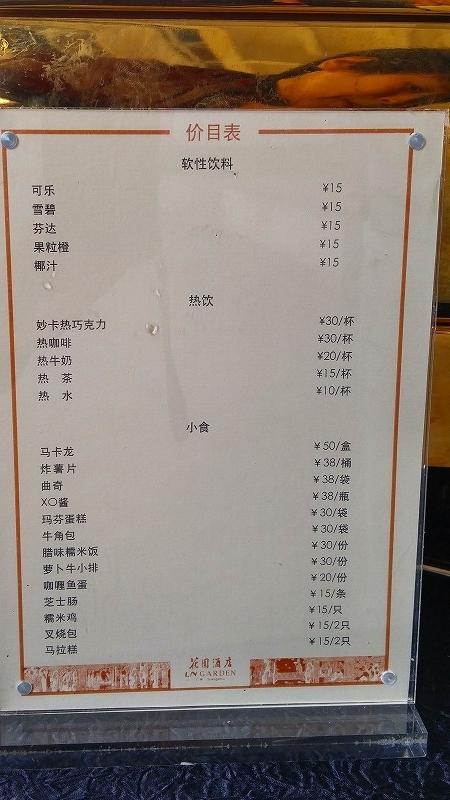 价目表
软性饮料
可乐 ¥15
雪碧 ¥15
芬达 ¥15
果粒橙 ¥15
椰汁 ¥15
热饮
妙卡热巧克力 ¥30/杯
热咖啡 ¥30/杯
热牛奶 ¥20/杯
热 茶 ¥15/杯
热 水 ¥10/杯
小食
马卡龙 ¥50/盒
炸薯片 ¥38/桶
曲奇 ¥38/袋
XO酱 ¥38/瓶
玛芬蛋糕 ¥30/袋
牛角包 ¥30/袋
腊味糯米饭 ¥30/份
萝卜牛小排 ¥30/份
咖喱鱼蛋 ¥20/份
芝士肠 ¥15/条
糯米鸡 ¥15/只
叉烧包 ¥15/2只
马拉糕 ¥15/2只
花园酒店
GARDEN